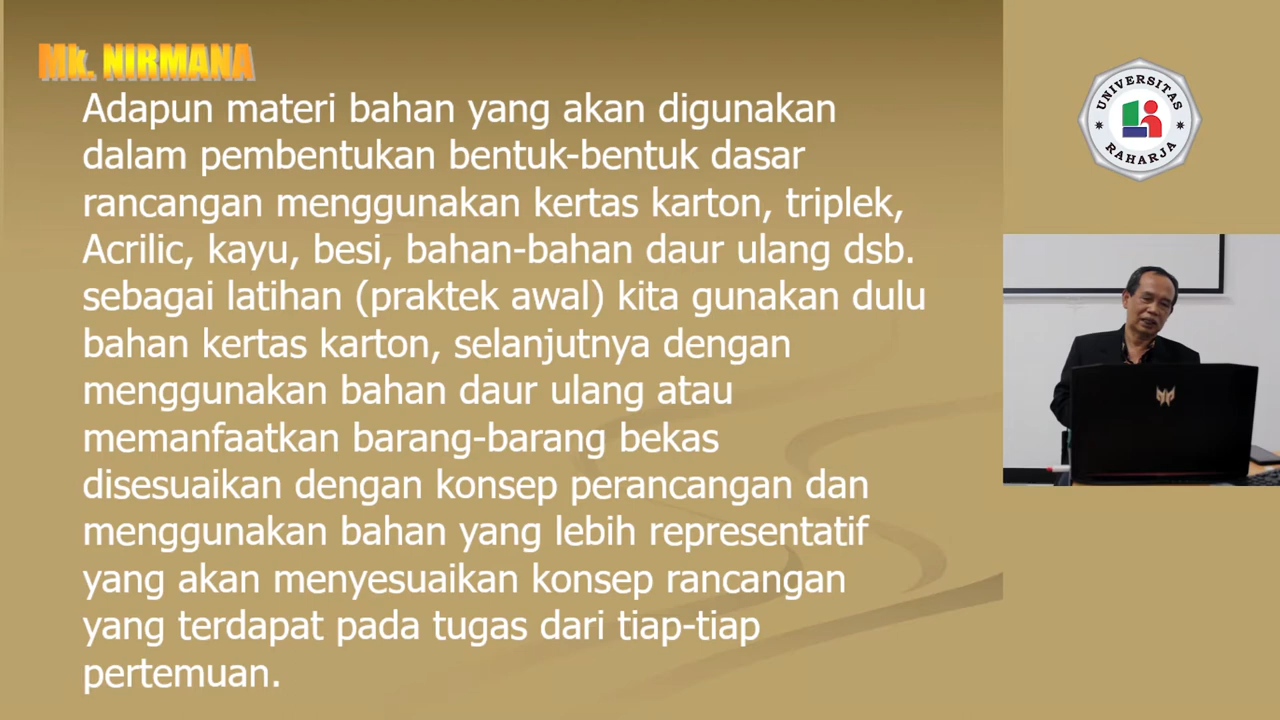 Mk. NIRMANA
Adapun materi bahan yang akan digunakan
dalam pembentukan bentuk-bentuk dasar
rancangan menggunakan kertas karton, triplek,
Acrilic, kayu, besi, bahan-bahan daur ulang dsb.
sebagai latihan (praktek awal) kita gunakan dulu
bahan kertas karton, selanjutnya dengan
menggunakan bahan daur ulang atau
memanfaatkan barang-barang bekas
disesuaikan dengan konsep perancangan dan
menggunakan bahan yang lebih representatif
yang akan menyesuaikan konsep rancangan
yang terdapat pada tugas dari tiap-tiap
pertemuan.
UNIVERSITAS
RAHARJA